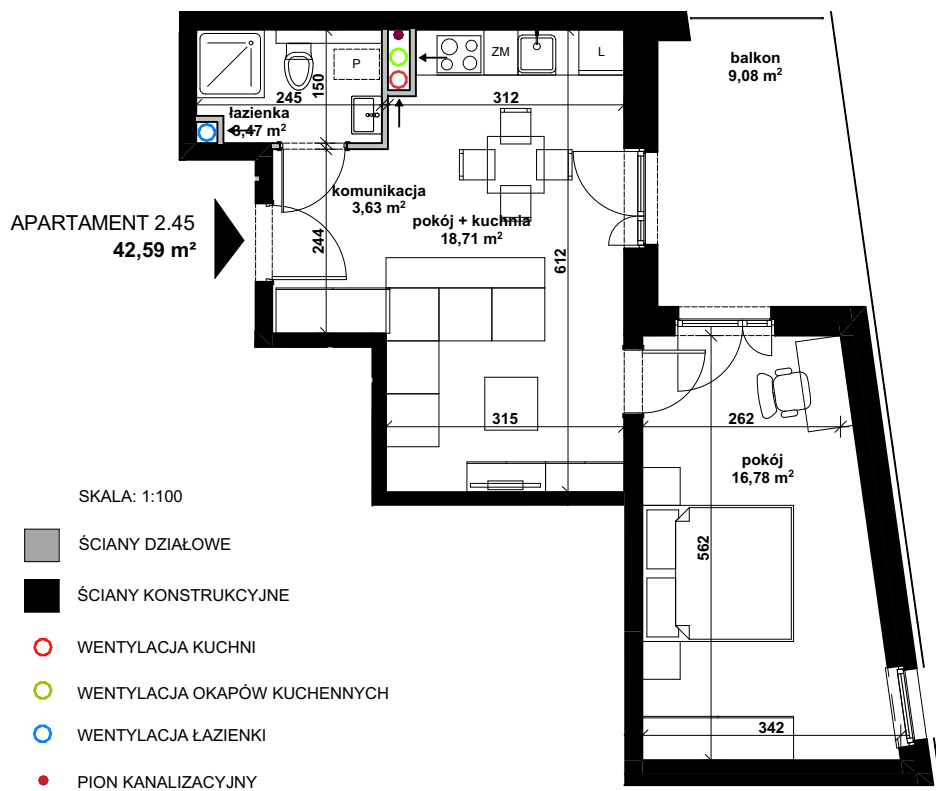 balkon
9,08 m²
ZM
L
P
150
245
312
łazienka
3,47 m²
komunikacja
3,63 m²
pokój + kuchnia
18,71 m²
APARTAMENT 2.45
42,59 m²
244
612
315
262
pokój
16,78 m²
562
342
SKALA: 1:100
ŚCIANY DZIAŁOWE
ŚCIANY KONSTRUKCYJNE
WENTYLACJA KUCHNI
WENTYLACJA OKAPÓW KUCHENNYCH
WENTYLACJA ŁAZIENKI
PION KANALIZACYJNY